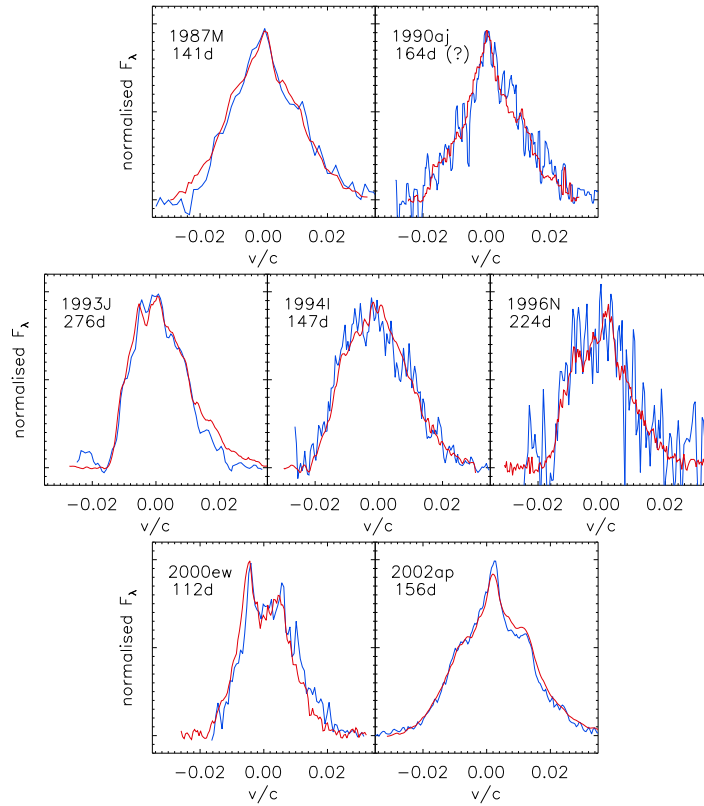 1987M
141d
1990aj
164d (?)
normalised Fλ
−0.02 0.00 0.02
−0.02 0.00 0.02
v/c
v/c
1993J
276d
1994I
147d
1996N
224d
normalised Fλ
−0.02 0.00 0.02
−0.02 0.00 0.02
−0.02 0.00 0.02
v/c
v/c
v/c
2000ew
112d
2002ap
156d
normalised Fλ
−0.02 0.00 0.02
−0.02 0.00 0.02
v/c
v/c